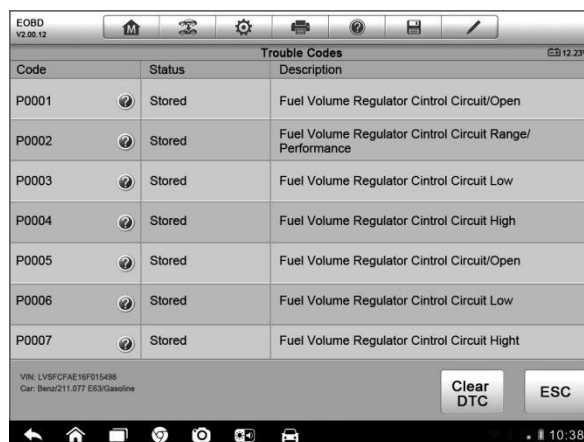 EOBD
V2.00.12
M
Trouble Codes
12.23V
Code Status Description
P0001 Stored Fuel Volume Regulator Cintrol Circuit/Open
P0002 Stored Fuel Volume Regulator Cintrol Circuit Range/
Performance
P0003 Stored Fuel Volume Regulator Cintrol Circuit Low
P0004 Stored Fuel Volume Regulator Cintrol Circuit High
P0005 Stored Fuel Volume Regulator Cintrol Circuit/Open
P0006 Stored Fuel Volume Regulator Cintrol Circuit Low
P0007 Stored Fuel Volume Regulator Cintrol Circuit Hight
VIN: LVSFCFAE16F015498
Car: Benz/211.077 E63/Gasoline
Clear
DTC
ESC
10:38